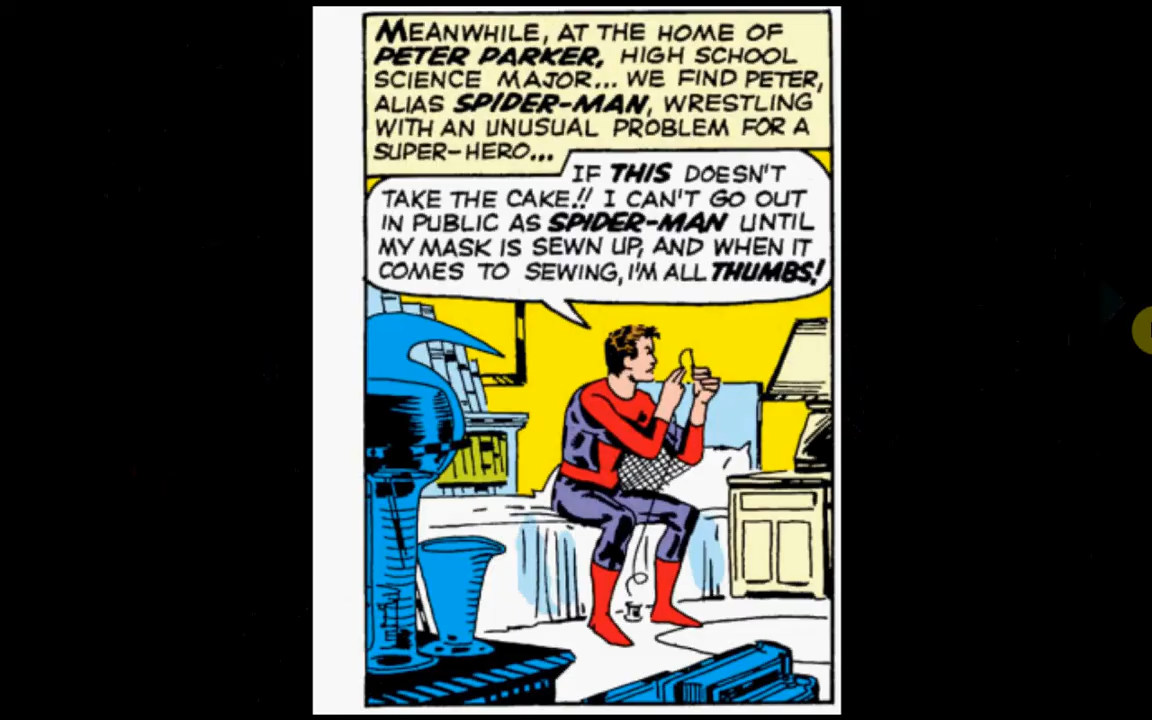 MEANWHILE, AT THE HOME OF
PETER PARKER, HIGH SCHOOL
SCIENCE MAJOR... WE FIND PETER,
ALIAS SPIDER-MAN, WRESTLING
WITH AN UNUSUAL PROBLEM FOR A
SUPER-HERO...
IF THIS DOESN'T
TAKE THE CAKE!! I CAN'T GO OUT
IN PUBLIC AS SPIDER-MAN UNTIL
MY MASK IS SEWN UP, AND WHEN IT
COMES TO SEWING, I'M ALL THUMBS!